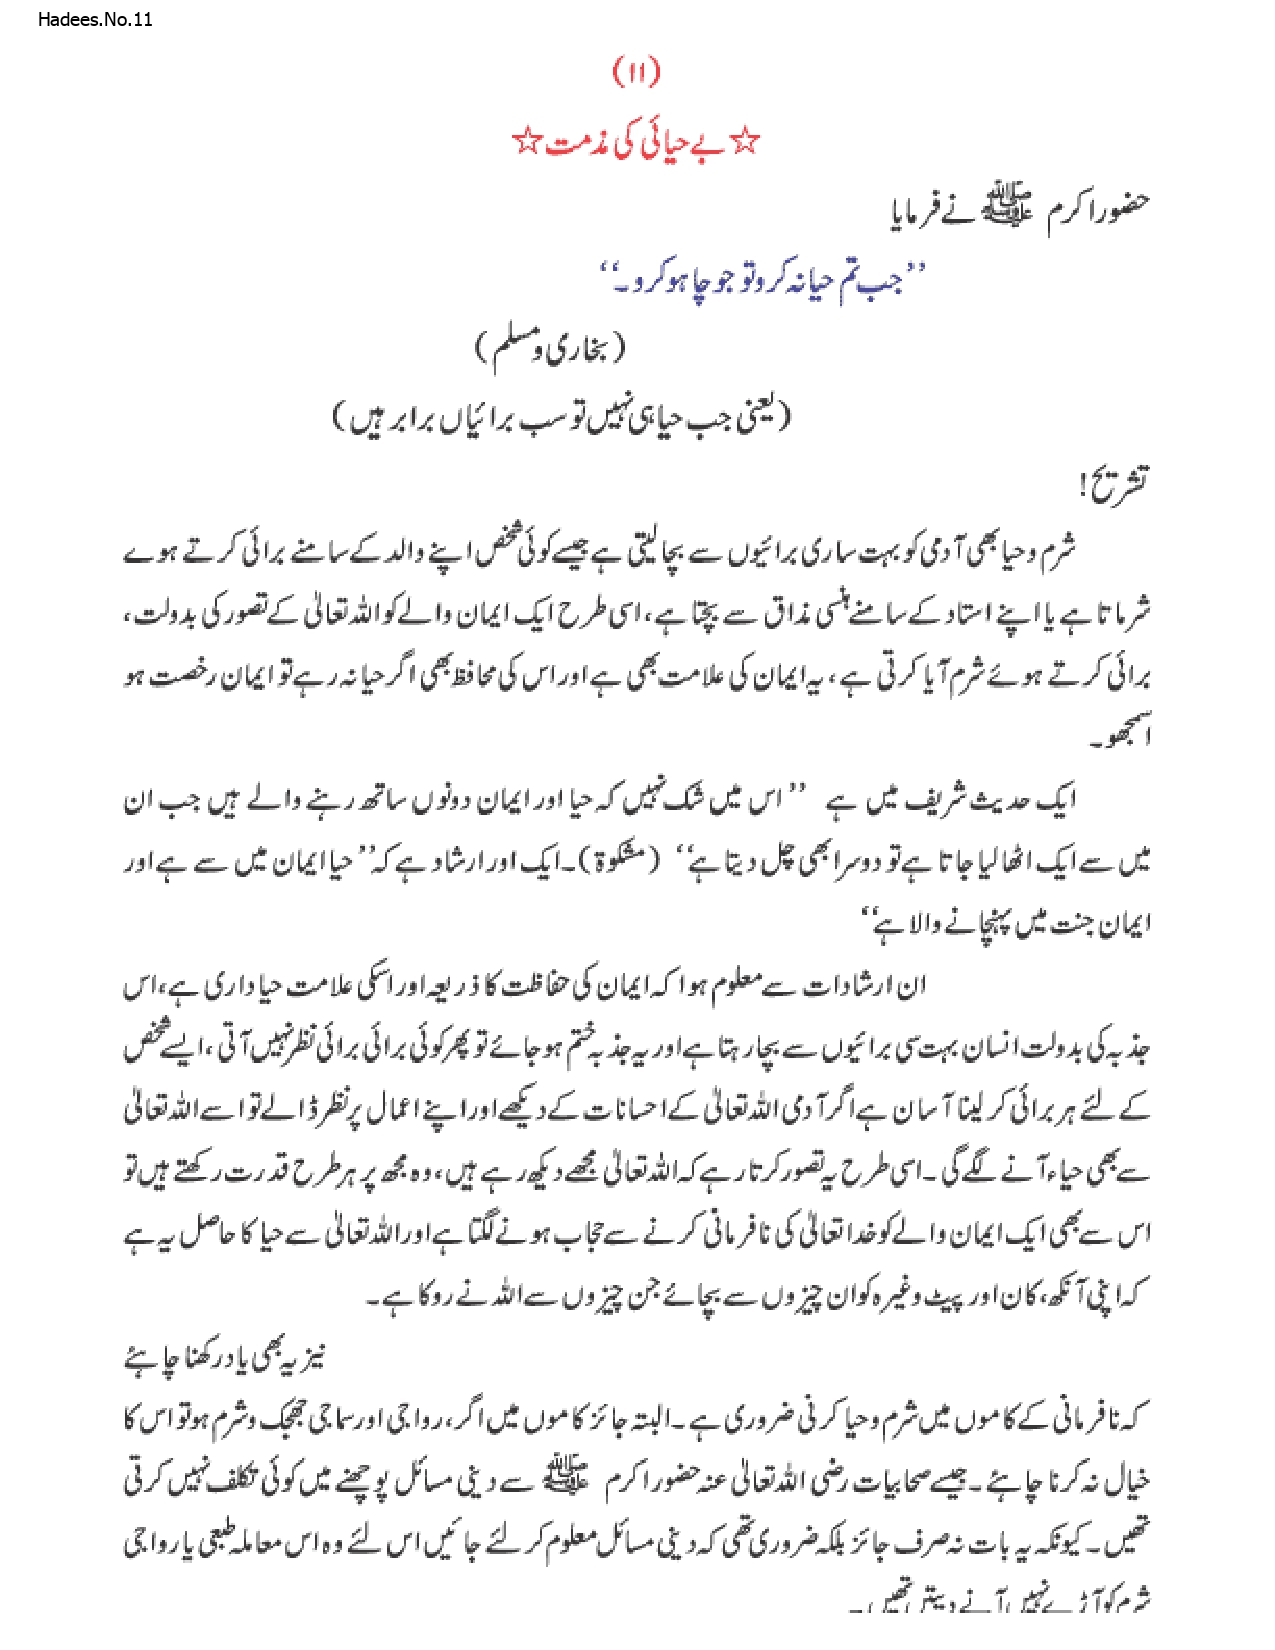 Hadees.No.11
(۱۱)
☆بے حیائی کی مذمت☆
حضور اکرم ﷺ نے فرمایا
’’جب تم حیا نہ کرو تو جو چاہو کرو۔‘‘
(بخاری و مسلم)
(یعنی جب حیا ہی نہیں تو سب برائیاں برابر ہیں)
تشریح!
شرم و حیا بھی آدمی کو بہت ساری برائیوں سے بچا لیتی ہے جیسے کوئی شخص اپنے والد کے سامنے برائی کرتے ہوے
شرماتا ہے یا اپنے استاد کے سامنے ہنسی مذاق سے بچتا ہے، اسی طرح ایک ایمان والے کو اللہ تعالیٰ کے تصور کی بدولت،
برائی کرتے ہوئے شرم آیا کرتی ہے، یہ ایمان کی علامت بھی ہے اور اس کی محافظ بھی اگر حیا نہ رہے تو ایمان رخصت ہو
اسمجھو۔
ایک حدیث شریف میں ہے ’’اس میں شک نہیں کہ حیا اور ایمان دونوں ساتھ رہنے والے ہیں جب ان
میں سے ایک اٹھا لیا جاتا ہے تو دوسرا بھی چل دیتا ہے‘‘ (مشکوۃ)۔ ایک اور ارشاد ہے کہ ’’حیا ایمان میں سے ہے اور
ایمان جنت میں پہنچانے والا ہے‘‘
ان ارشادات سے معلوم ہوا کہ ایمان کی حفاظت کا ذریعہ اور اسکی علامت حیا داری ہے، اس
جذبہ کی بدولت انسان بہت سی برائیوں سے بچا رہتا ہے اور یہ جذبہ ختم ہو جائے تو پھر کوئی برائی برائی نظر نہیں آتی، ایسے شخص
کے لئے ہر برائی کر لینا آسان ہے اگر آدمی اللہ تعالیٰ کے احسانات کے دیکھے اور اپنے اعمال پر نظر ڈالے تو اسے اللہ تعالیٰ
سے بھی حیاء آنے لگے گی۔ اسی طرح یہ تصور کرتا رہے کہ اللہ تعالیٰ مجھے دیکھ رہے ہیں، وہ مجھ پر ہر طرح قدرت رکھتے ہیں تو
اس سے بھی ایک ایمان والے کو خدا تعالیٰ کی نافرمانی کرنے سے حجاب ہونے لگتا ہے اور اللہ تعالیٰ سے حیا کا حاصل یہ ہے
کہ اپنی آنکھ، کان اور پیٹ وغیرہ کو ان چیزوں سے بچائے جن چیزوں سے اللہ نے روکا ہے۔
نیز یہ بھی یاد رکھنا چاہئے
کہ نافرمانی کے کاموں میں شرم و حیا کرنی ضروری ہے۔ البتہ جائز کاموں میں اگر، رواجی اور سماجی جھجک و شرم ہو تو اس کا
خیال نہ کرنا چاہئے۔ جیسے صحابیات رضی اللہ تعالیٰ عنہ حضور اکرم ﷺ سے دینی مسائل پوچھنے میں کوئی تکلف نہیں کرتی
تھیں۔ کیونکہ یہ بات نہ صرف جائز بلکہ ضروری تھی کہ دینی مسائل معلوم کر لئے جائیں اس لئے وہ اس معاملہ طبعی یا رواجی
شرم کو آڑے نہیں آنے دیتیں تھیں۔